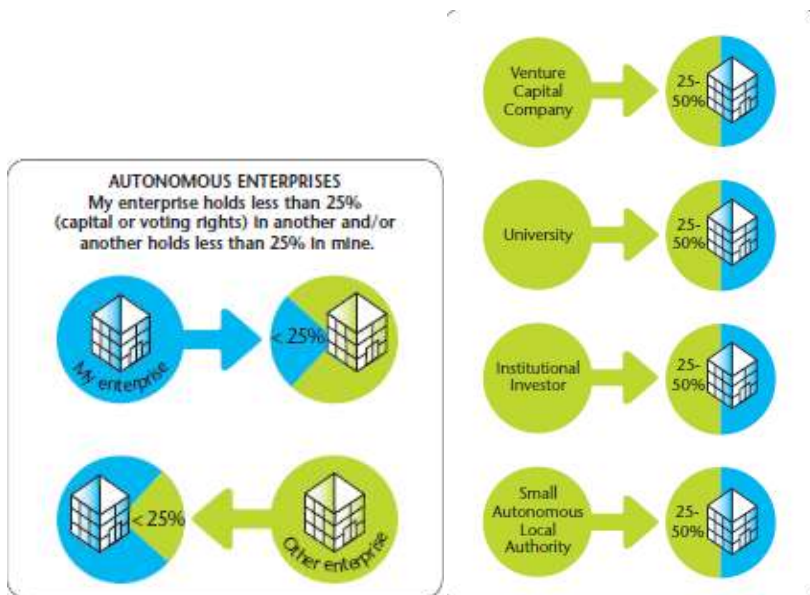 AUTONOMOUS ENTERPRISES
My enterprise holds less than 25%
(capital or voting rights) in another and/or
another holds less than 25% in mine.
My enterprise
< 25%
< 25%
Other enterprise
Venture
Capital
Company
25-
50%
University
25-
50%
Institutional
Investor
25-
50%
Small
Autonomous
Local
Authority
25-
50%